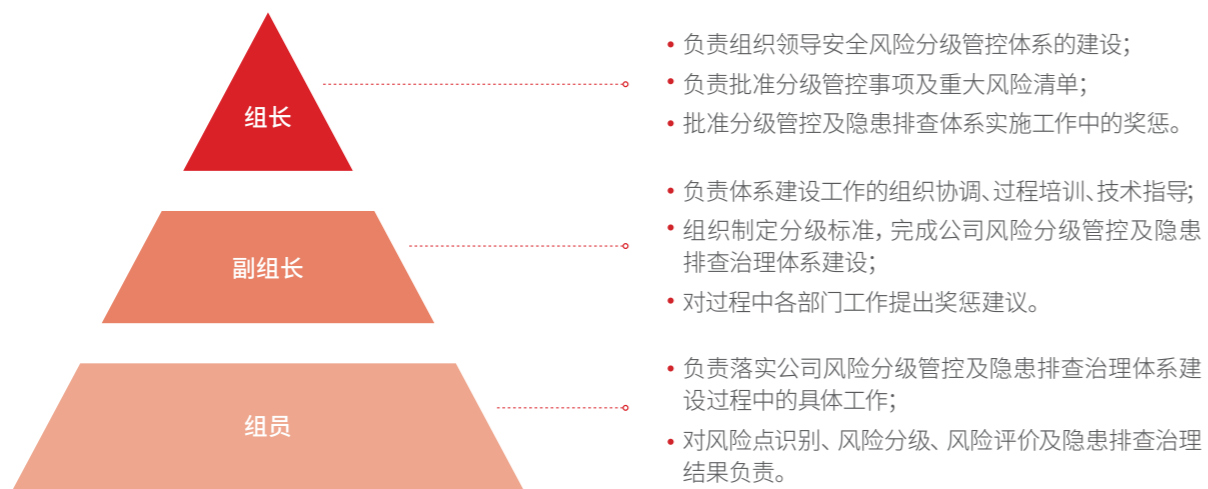 组长
• 负责组织领导安全风险分级管控体系的建设；
• 负责批准分级管控事项及重大风险清单；
• 批准分级管控及隐患排查体系实施工作中的奖惩。
副组长
• 负责体系建设工作的组织协调、过程培训、技术指导；
• 组织制定分级标准，完成公司风险分级管控及隐患
排查治理体系建设；
• 对过程中各部门工作提出奖惩建议。
组员
• 负责落实公司风险分级管控及隐患排查治理体系建
设过程中的具体工作；
• 对风险点识别、风险分级、风险评价及隐患排查治理
结果负责。